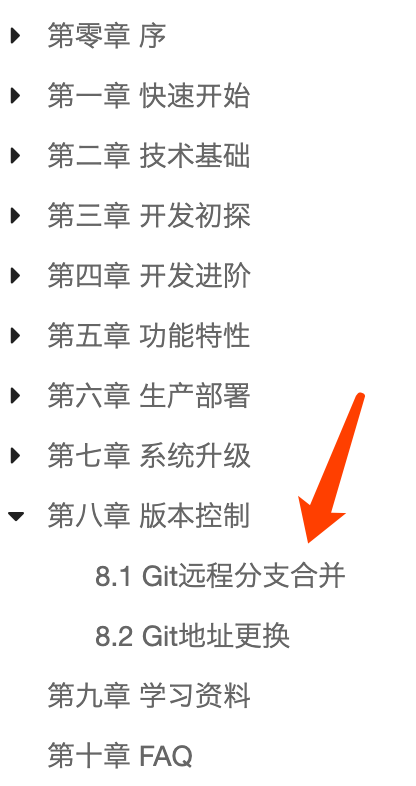 第零章 序
第一章 快速开始
第二章 技术基础
第三章 开发初探
第四章 开发进阶
第五章 功能特性
第六章 生产部署
第七章 系统升级
第八章 版本控制
8.1 Git远程分支合并
8.2 Git地址更换
第九章 学习资料
第十章 FAQ